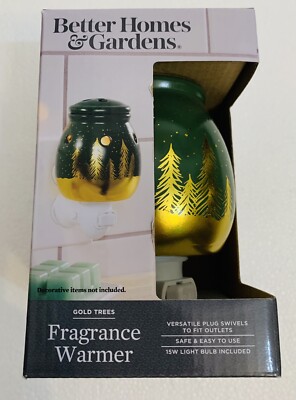 Better Homes
& Gardens®
Decorative items not included.
GOLD TREES
Fragrance
Warmer
VERSATILE PLUG SWIVELS
TO FIT OUTLETS
SAFE & EASY TO USE
15W LIGHT BULB INCLUDED